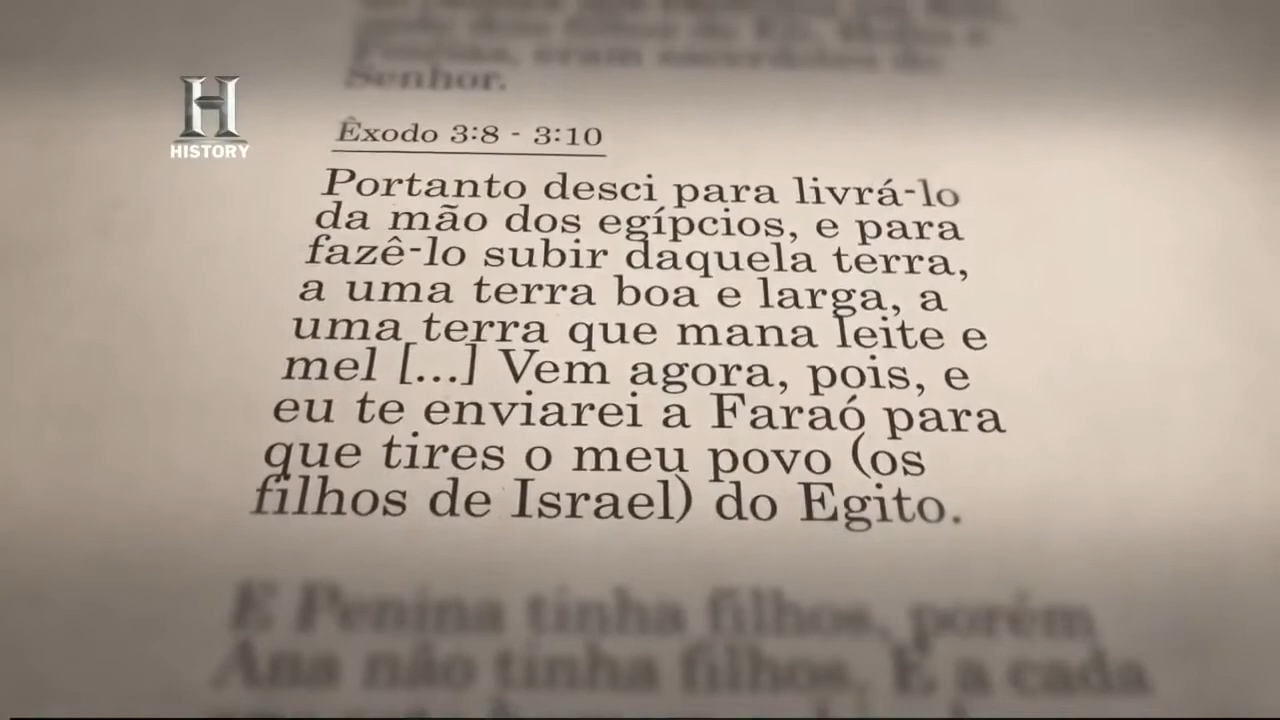 Senhor.
H
HISTORY
Êxodo 3:8 - 3:10
Portanto desci para livrá-lo
da mão dos egípcios, e para
fazê-lo subir daquela terra,
a uma terra boa e larga, a
uma terra que mana leite e
mel [...] Vem agora, pois, e
eu te enviarei a Faraó para
que tires o meu povo (os
filhos de Israel) do Egito.
E Penina tinha filhos, porém
Ana não tinha filhos. E a cada